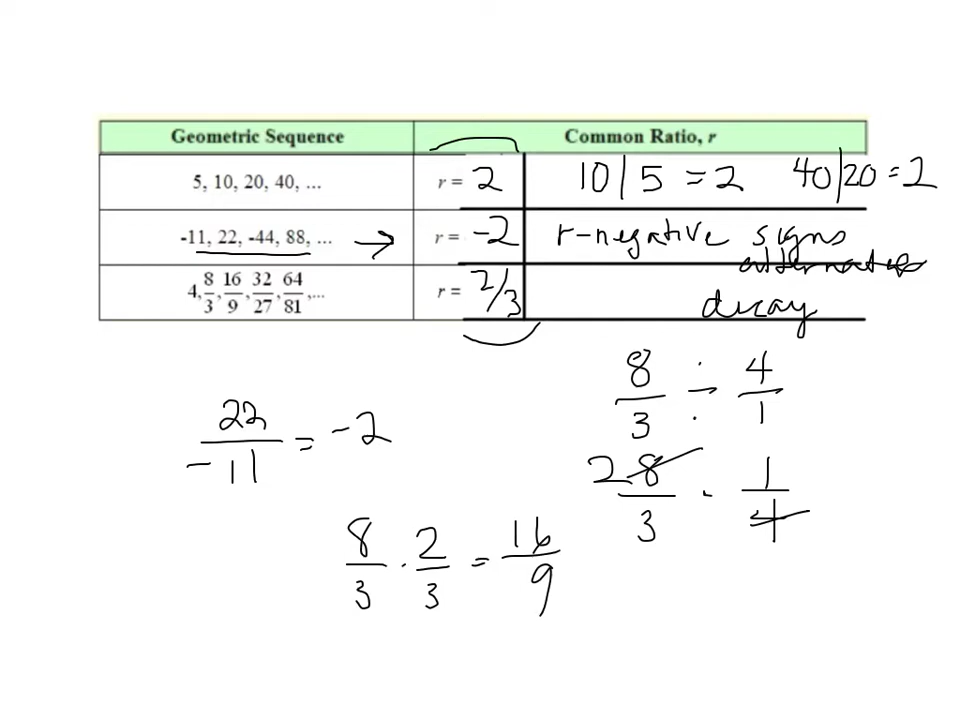 Geometric Sequence Common Ratio, r
5, 10, 20, 40, ... r = 2 10/5 = 2 40/20 = 2
-11, 22, -44, 88, ... → r = -2 r-negative signs
alternates
4, 8/3, 16/9, 32/27, 64/81, ... r = 2/3 decay
8/3 ÷ 4/1
22/-11 = -2
2 8/3 · 1/4
8/3 · 2/3 = 16/9